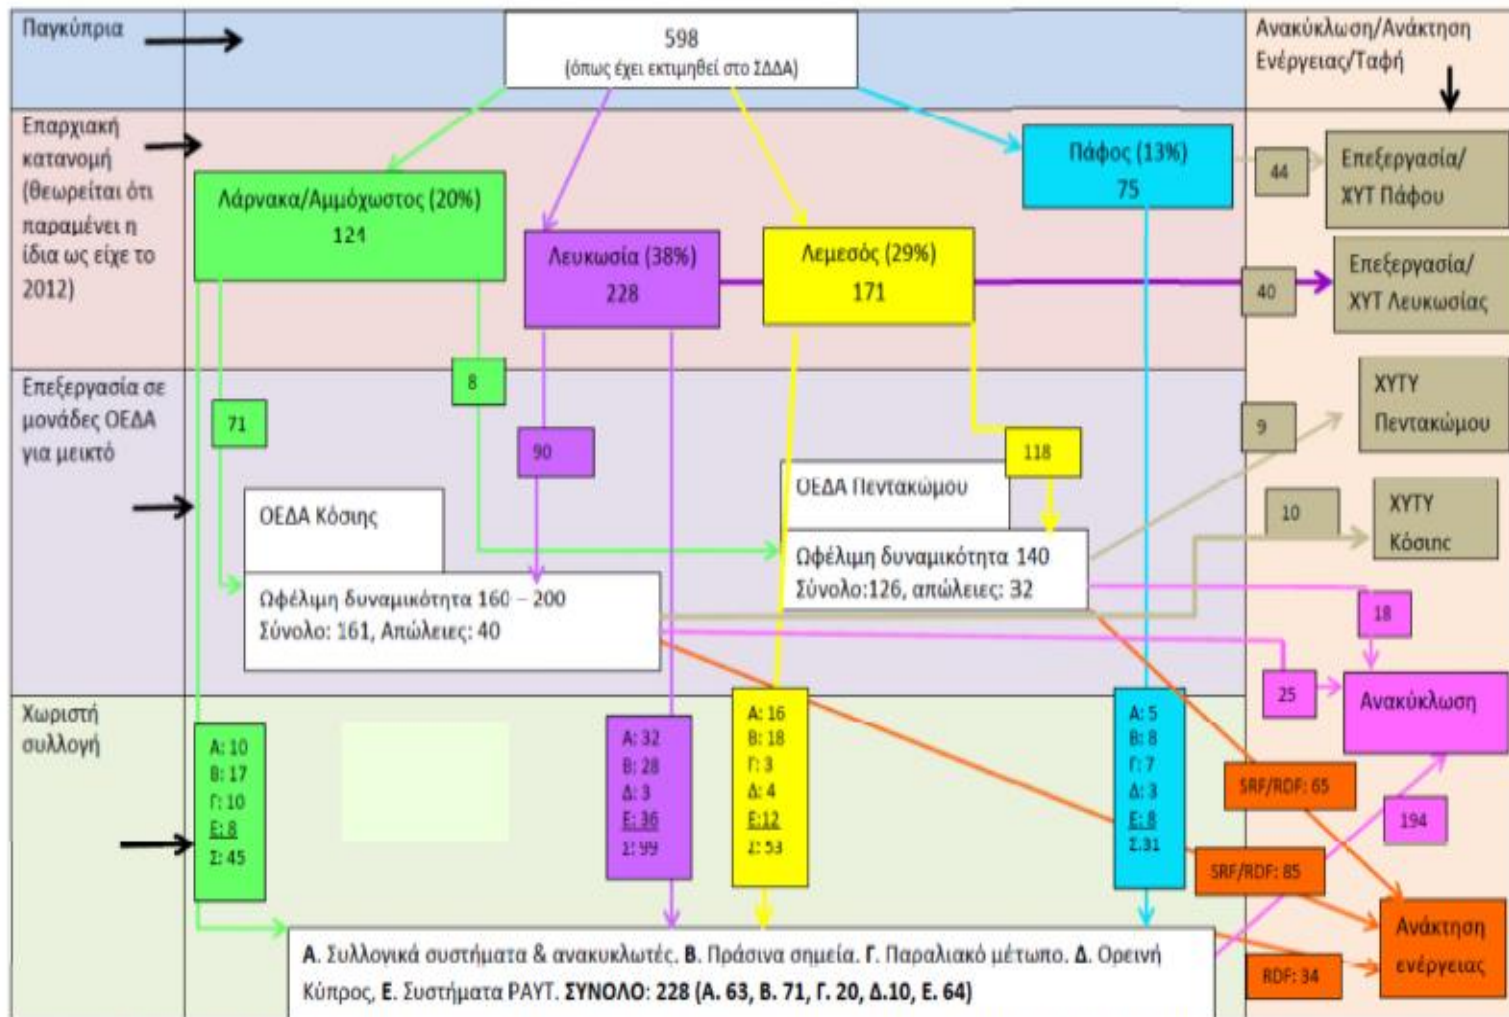 Παγκύπρια
598
(όπως έχει εκτιμηθεί στο ΣΔΔΑ)
Ανακύκλωση/Ανάκτηση
Ενέργειας/Ταφή
Επαρχιακή
κατανομή
(θεωρείται ότι
παραμένει η
ίδια ως είχε το
2012)
Λάρνακα/Αμμόχωστος (20%)
124
Λευκωσία (38%)
228
Λεμεσός (29%)
171
Πάφος (13%)
75
44
Επεξεργασία/
ΧΥΤ Πάφου
40
Επεξεργασία/
ΧΥΤ Λευκωσίας
Επεξεργασία σε
μονάδες ΟΕΔΑ
για μεικτό
71
8
90
118
ΟΕΔΑ Κόσιης
Ωφέλιμη δυναμικότητα 160 – 200
Σύνολο: 161, Απώλειες: 40
ΟΕΔΑ Πεντακώμου
Ωφέλιμη δυναμικότητα 140
Σύνολο:126, απώλειες: 32
9
ΧΥΤΥ
Πεντακώμου
10
ΧΥΤΥ
Κόσιης
18
25
Ανακύκλωση
Χωριστή
συλλογή
Α: 10
Β: 17
Γ: 10
Ε: 8
Σ: 45
Α: 32
Β: 28
Δ: 3
Ε: 36
Σ: 99
Α: 16
Β: 18
Γ: 3
Δ: 4
Ε:12
Σ: 53
Α: 5
Β: 8
Γ: 7
Δ: 3
Ε: 8
Σ.31
SRF/RDF: 65
194
SRF/RDF: 85
RDF: 34
Ανάκτηση
ενέργειας
Α. Συλλογικά συστήματα & ανακυκλωτές. Β. Πράσινα σημεία. Γ. Παραλιακό μέτωπο. Δ. Ορεινή
Κύπρος, Ε. Συστήματα ΡΑΥΤ. ΣΥΝΟΛΟ: 228 (Α. 63, Β. 71, Γ. 20, Δ.10, Ε. 64)